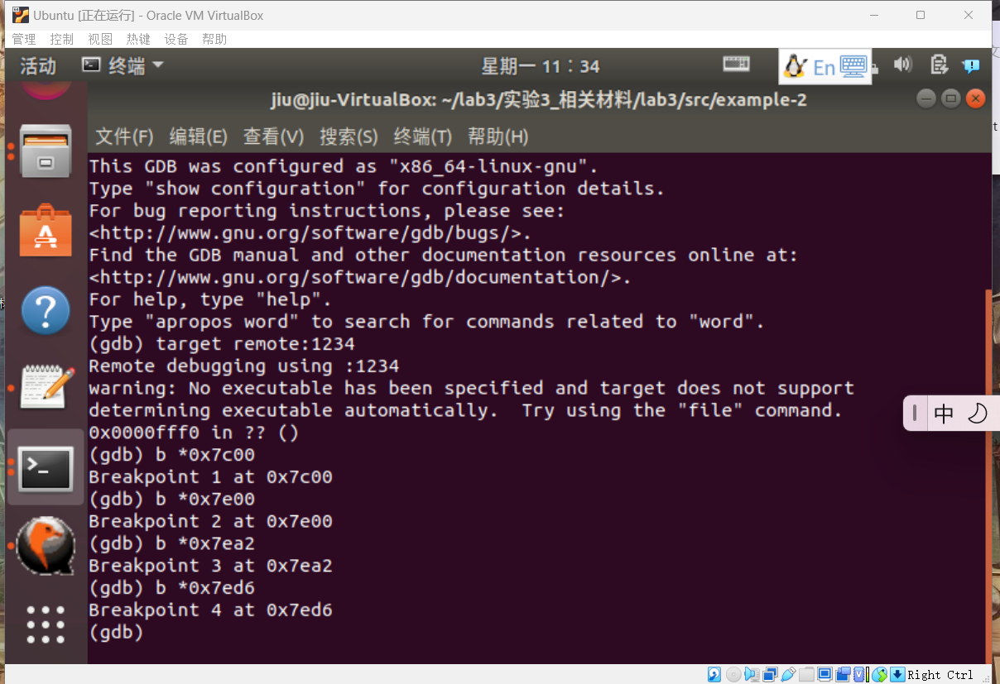 Ubuntu [正在运行] - Oracle VM VirtualBox
管理 控制 视图 热键 设备 帮助
活动 终端 星期一 11：34 En
jiu@jiu-VirtualBox: ~/lab3/实验3_相关材料/lab3/src/example-2
文件(F) 编辑(E) 查看(V) 搜索(S) 终端(T) 帮助(H)
This GDB was configured as "x86_64-linux-gnu".
Type "show configuration" for configuration details.
For bug reporting instructions, please see:
<http://www.gnu.org/software/gdb/bugs/>.
Find the GDB manual and other documentation resources online at:
<http://www.gnu.org/software/gdb/documentation/>.
For help, type "help".
Type "apropos word" to search for commands related to "word".
(gdb) target remote:1234
Remote debugging using :1234
warning: No executable has been specified and target does not support
determining executable automatically.  Try using the "file" command.
0x0000fff0 in ?? ()
(gdb) b *0x7c00
Breakpoint 1 at 0x7c00
(gdb) b *0x7e00
Breakpoint 2 at 0x7e00
(gdb) b *0x7ea2
Breakpoint 3 at 0x7ea2
(gdb) b *0x7ed6
Breakpoint 4 at 0x7ed6
(gdb)
中
Right Ctrl